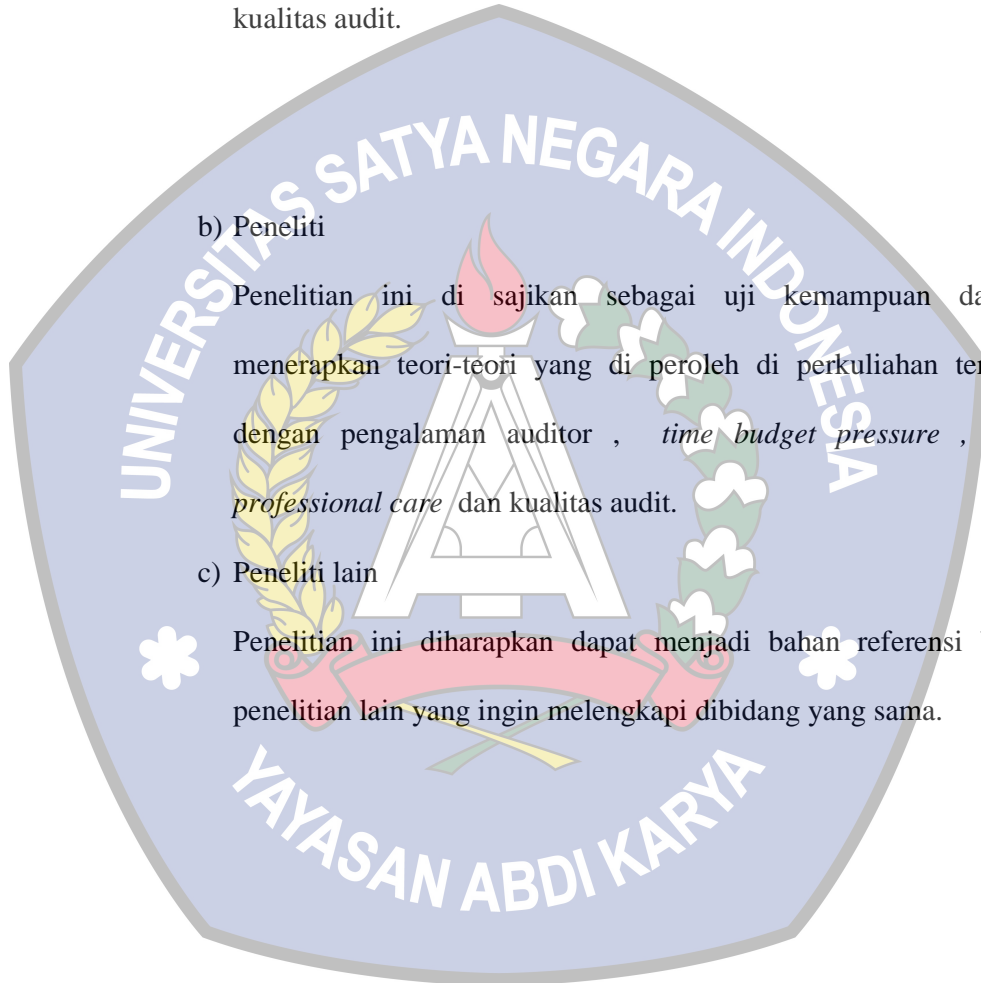 kualitas audit.
UNIVERSITAS SATYA NEGARA INDONESIA
b) Peneliti
Penelitian ini di sajikan sebagai uji kemampuan da
menerapkan teori-teori yang di peroleh di perkuliahan ter
dengan pengalaman auditor , time budget pressure ,
professional care dan kualitas audit.
c) Peneliti lain
Penelitian ini diharapkan dapat menjadi bahan referensi
penelitian lain yang ingin melengkapi dibidang yang sama.
YAYASAN ABDI KARYA